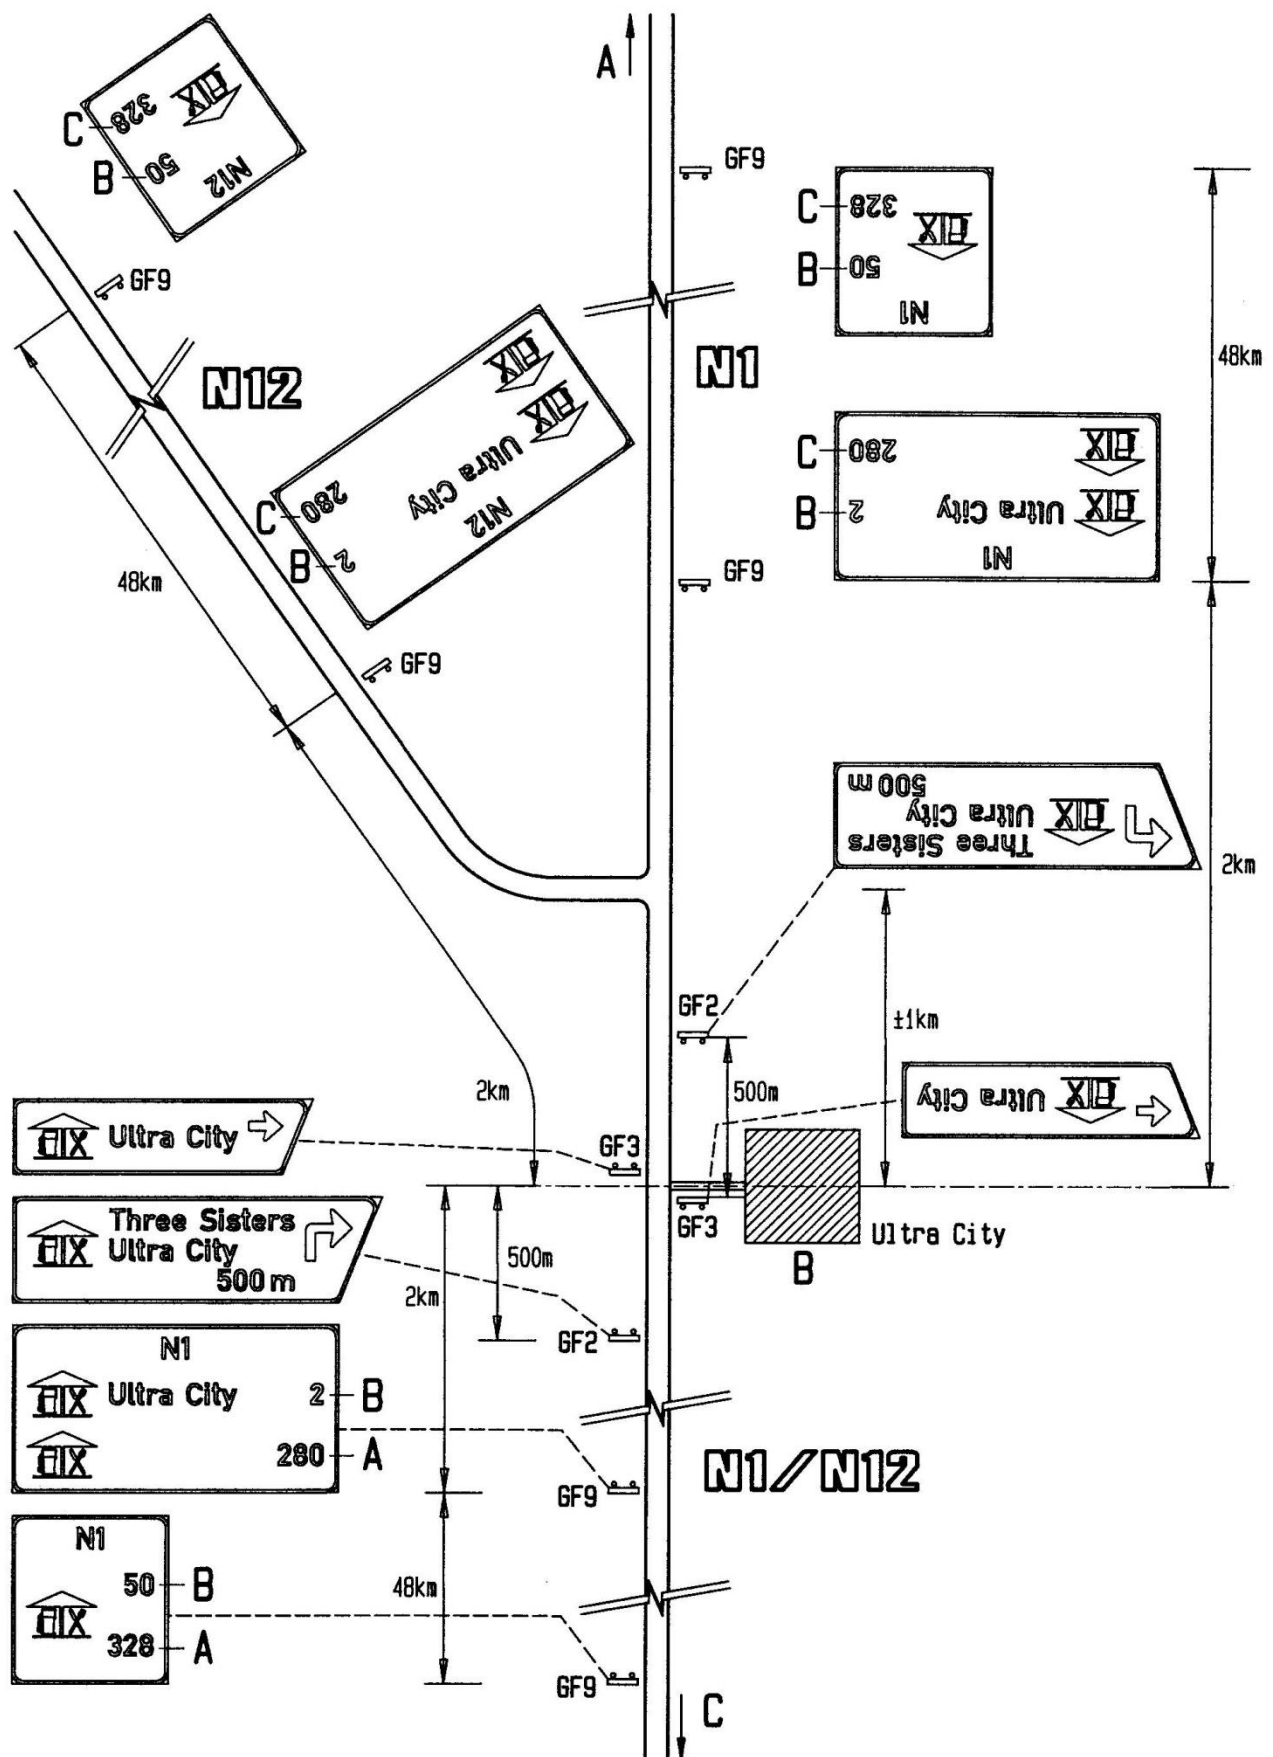 A
C 328
B 50
N12
GF9
N12
C 280
B 2
Ultra City
N12
48km
GF9
GF9
N1
C 328
B 50
N1
48km
C 280
B 2
Ultra City
N1
GF9
Three Sisters
Ultra City
500 m
2km
GF2
±1km
500m
2km
Ultra City
GF3
Ultra City
GF3
Ultra City
B
Three Sisters
Ultra City
500 m
500m
2km
GF2
N1
Ultra City 2 B
280 A
GF9
N1/N12
N1
50 B
328 A
48km
GF9
C